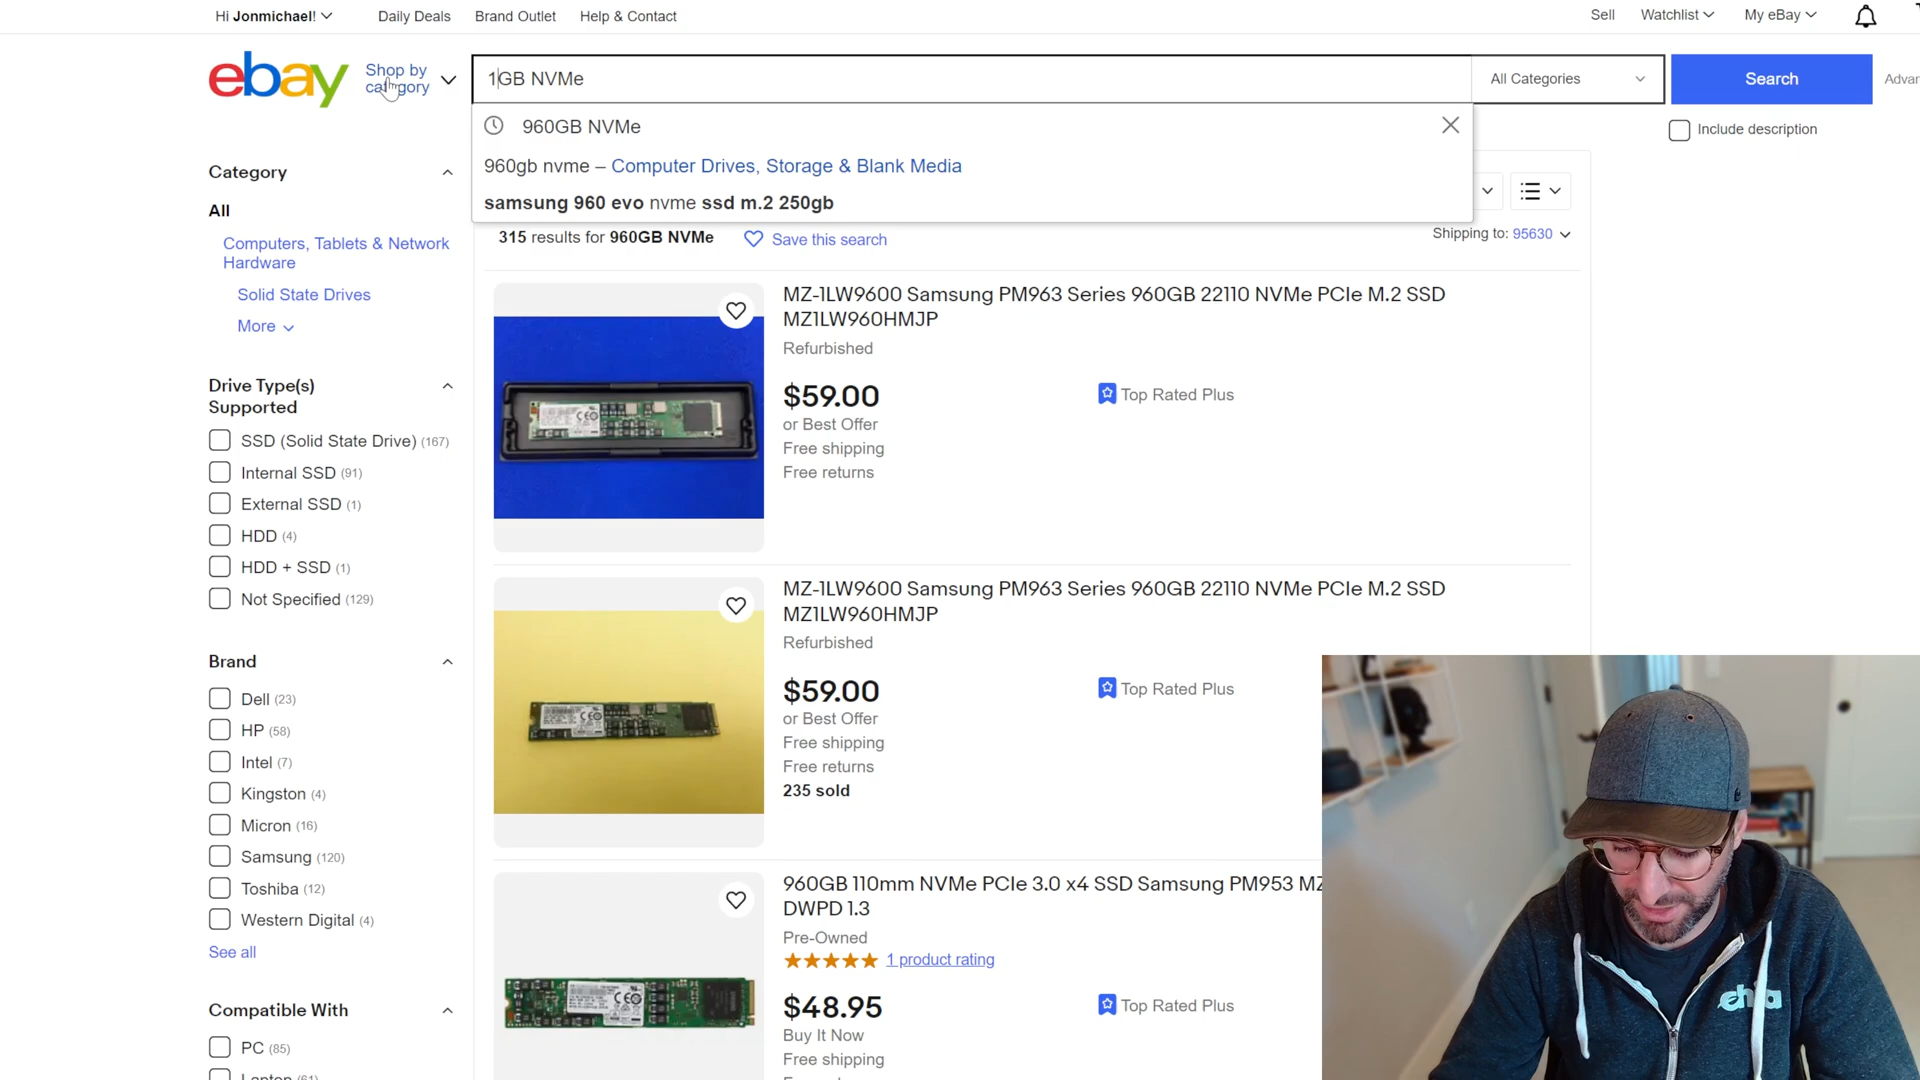 Hi Jonmichael!
Daily Deals
Brand Outlet
Help & Contact
Sell
Watchlist
My eBay
ebay
Shop by
category
1GB NVMe
All Categories
Search
960GB NVMe
Include description
960gb nvme – Computer Drives, Storage & Blank Media
samsung 960 evo nvme ssd m.2 250gb
315 results for 960GB NVMe
Save this search
Shipping to: 95630
Category
All
Computers, Tablets & Network
Hardware
Solid State Drives
More
Drive Type(s)
Supported
SSD (Solid State Drive) (167)
Internal SSD (91)
External SSD (1)
HDD (4)
HDD + SSD (1)
Not Specified (129)
Brand
Dell (23)
HP (58)
Intel (7)
Kingston (4)
Micron (16)
Samsung (120)
Toshiba (12)
Western Digital (4)
See all
Compatible With
PC (85)
MZ-1LW9600 Samsung PM963 Series 960GB 22110 NVMe PCIe M.2 SSD
MZ1LW960HMJP
Refurbished
$59.00
Top Rated Plus
or Best Offer
Free shipping
Free returns
MZ-1LW9600 Samsung PM963 Series 960GB 22110 NVMe PCIe M.2 SSD
MZ1LW960HMJP
Refurbished
$59.00
Top Rated Plus
or Best Offer
Free shipping
Free returns
235 sold
960GB 110mm NVMe PCIe 3.0 x4 SSD Samsung PM953
DWPD 1.3
Pre-Owned
1 product rating
$48.95
Top Rated Plus
Buy It Now
Free shipping